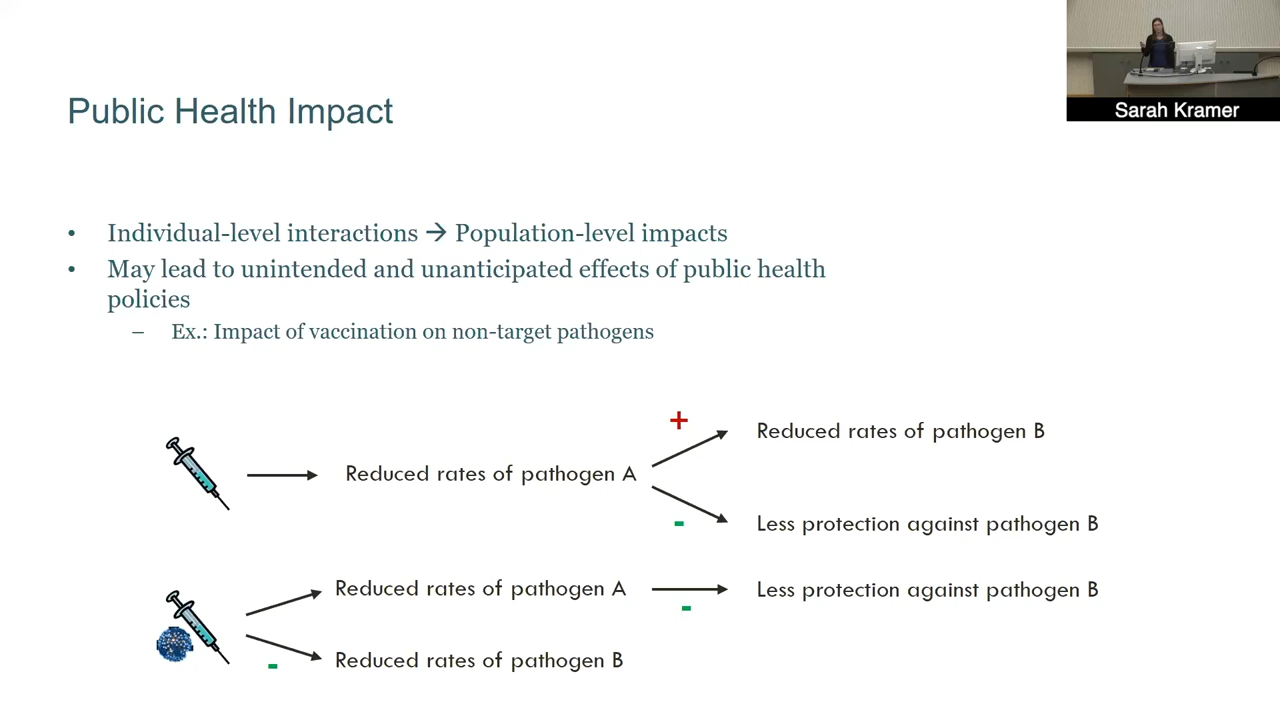 Sarah Kramer
Public Health Impact
• Individual-level interactions → Population-level impacts
• May lead to unintended and unanticipated effects of public health
policies
– Ex.: Impact of vaccination on non-target pathogens
+
Reduced rates of pathogen B
Reduced rates of pathogen A
-
Less protection against pathogen B
Reduced rates of pathogen A
-
Less protection against pathogen B
-
Reduced rates of pathogen B